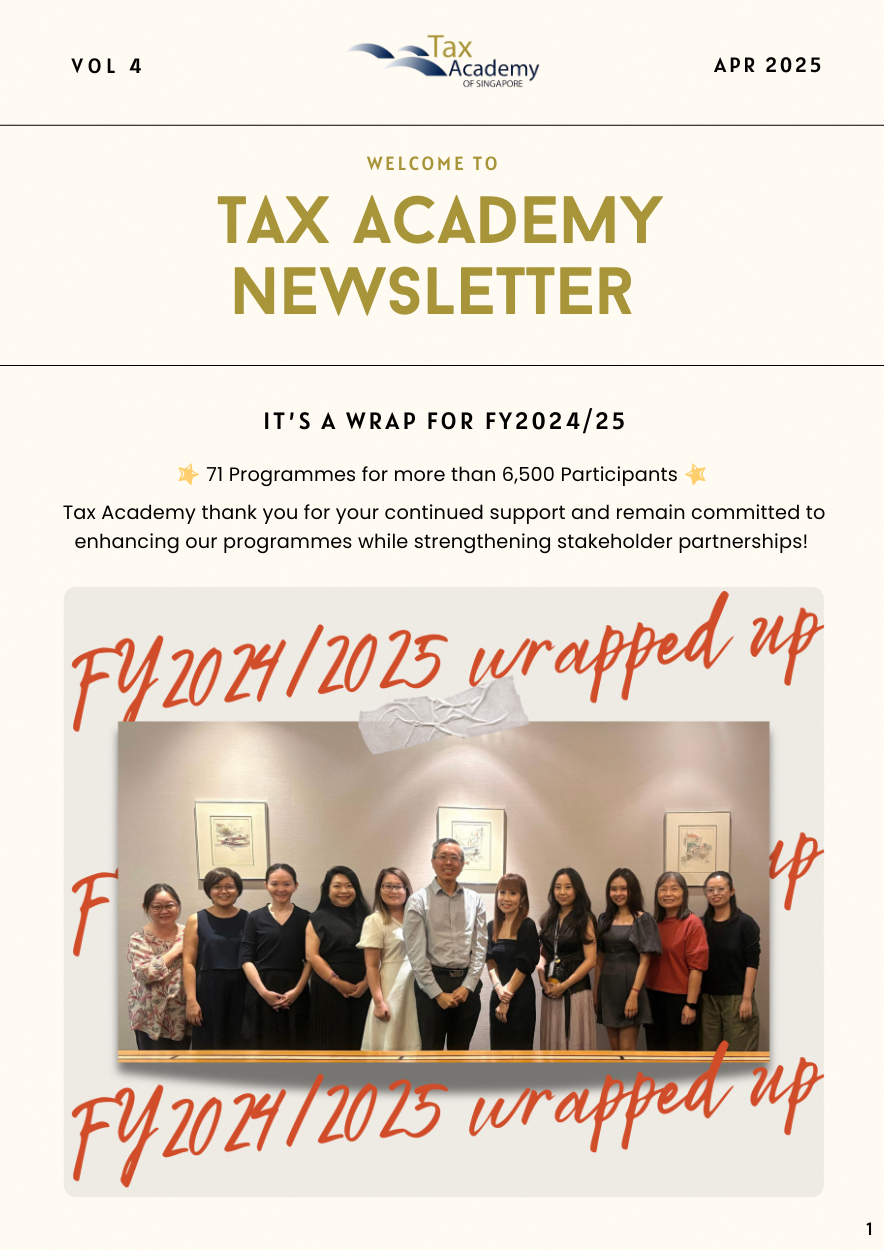 VOL 4
Tax
Academy
OF SINGAPORE
APR 2025
WELCOME TO
TAX ACADEMY
NEWSLETTER
IT'S A WRAP FOR FY2024/25
71 Programmes for more than 6,500 Participants
Tax Academy thank you for your continued support and remain committed to
enhancing our programmes while strengthening stakeholder partnerships!
FY2024/2025 wrapped up
F
up
FY2024/2025 wrapped up
1